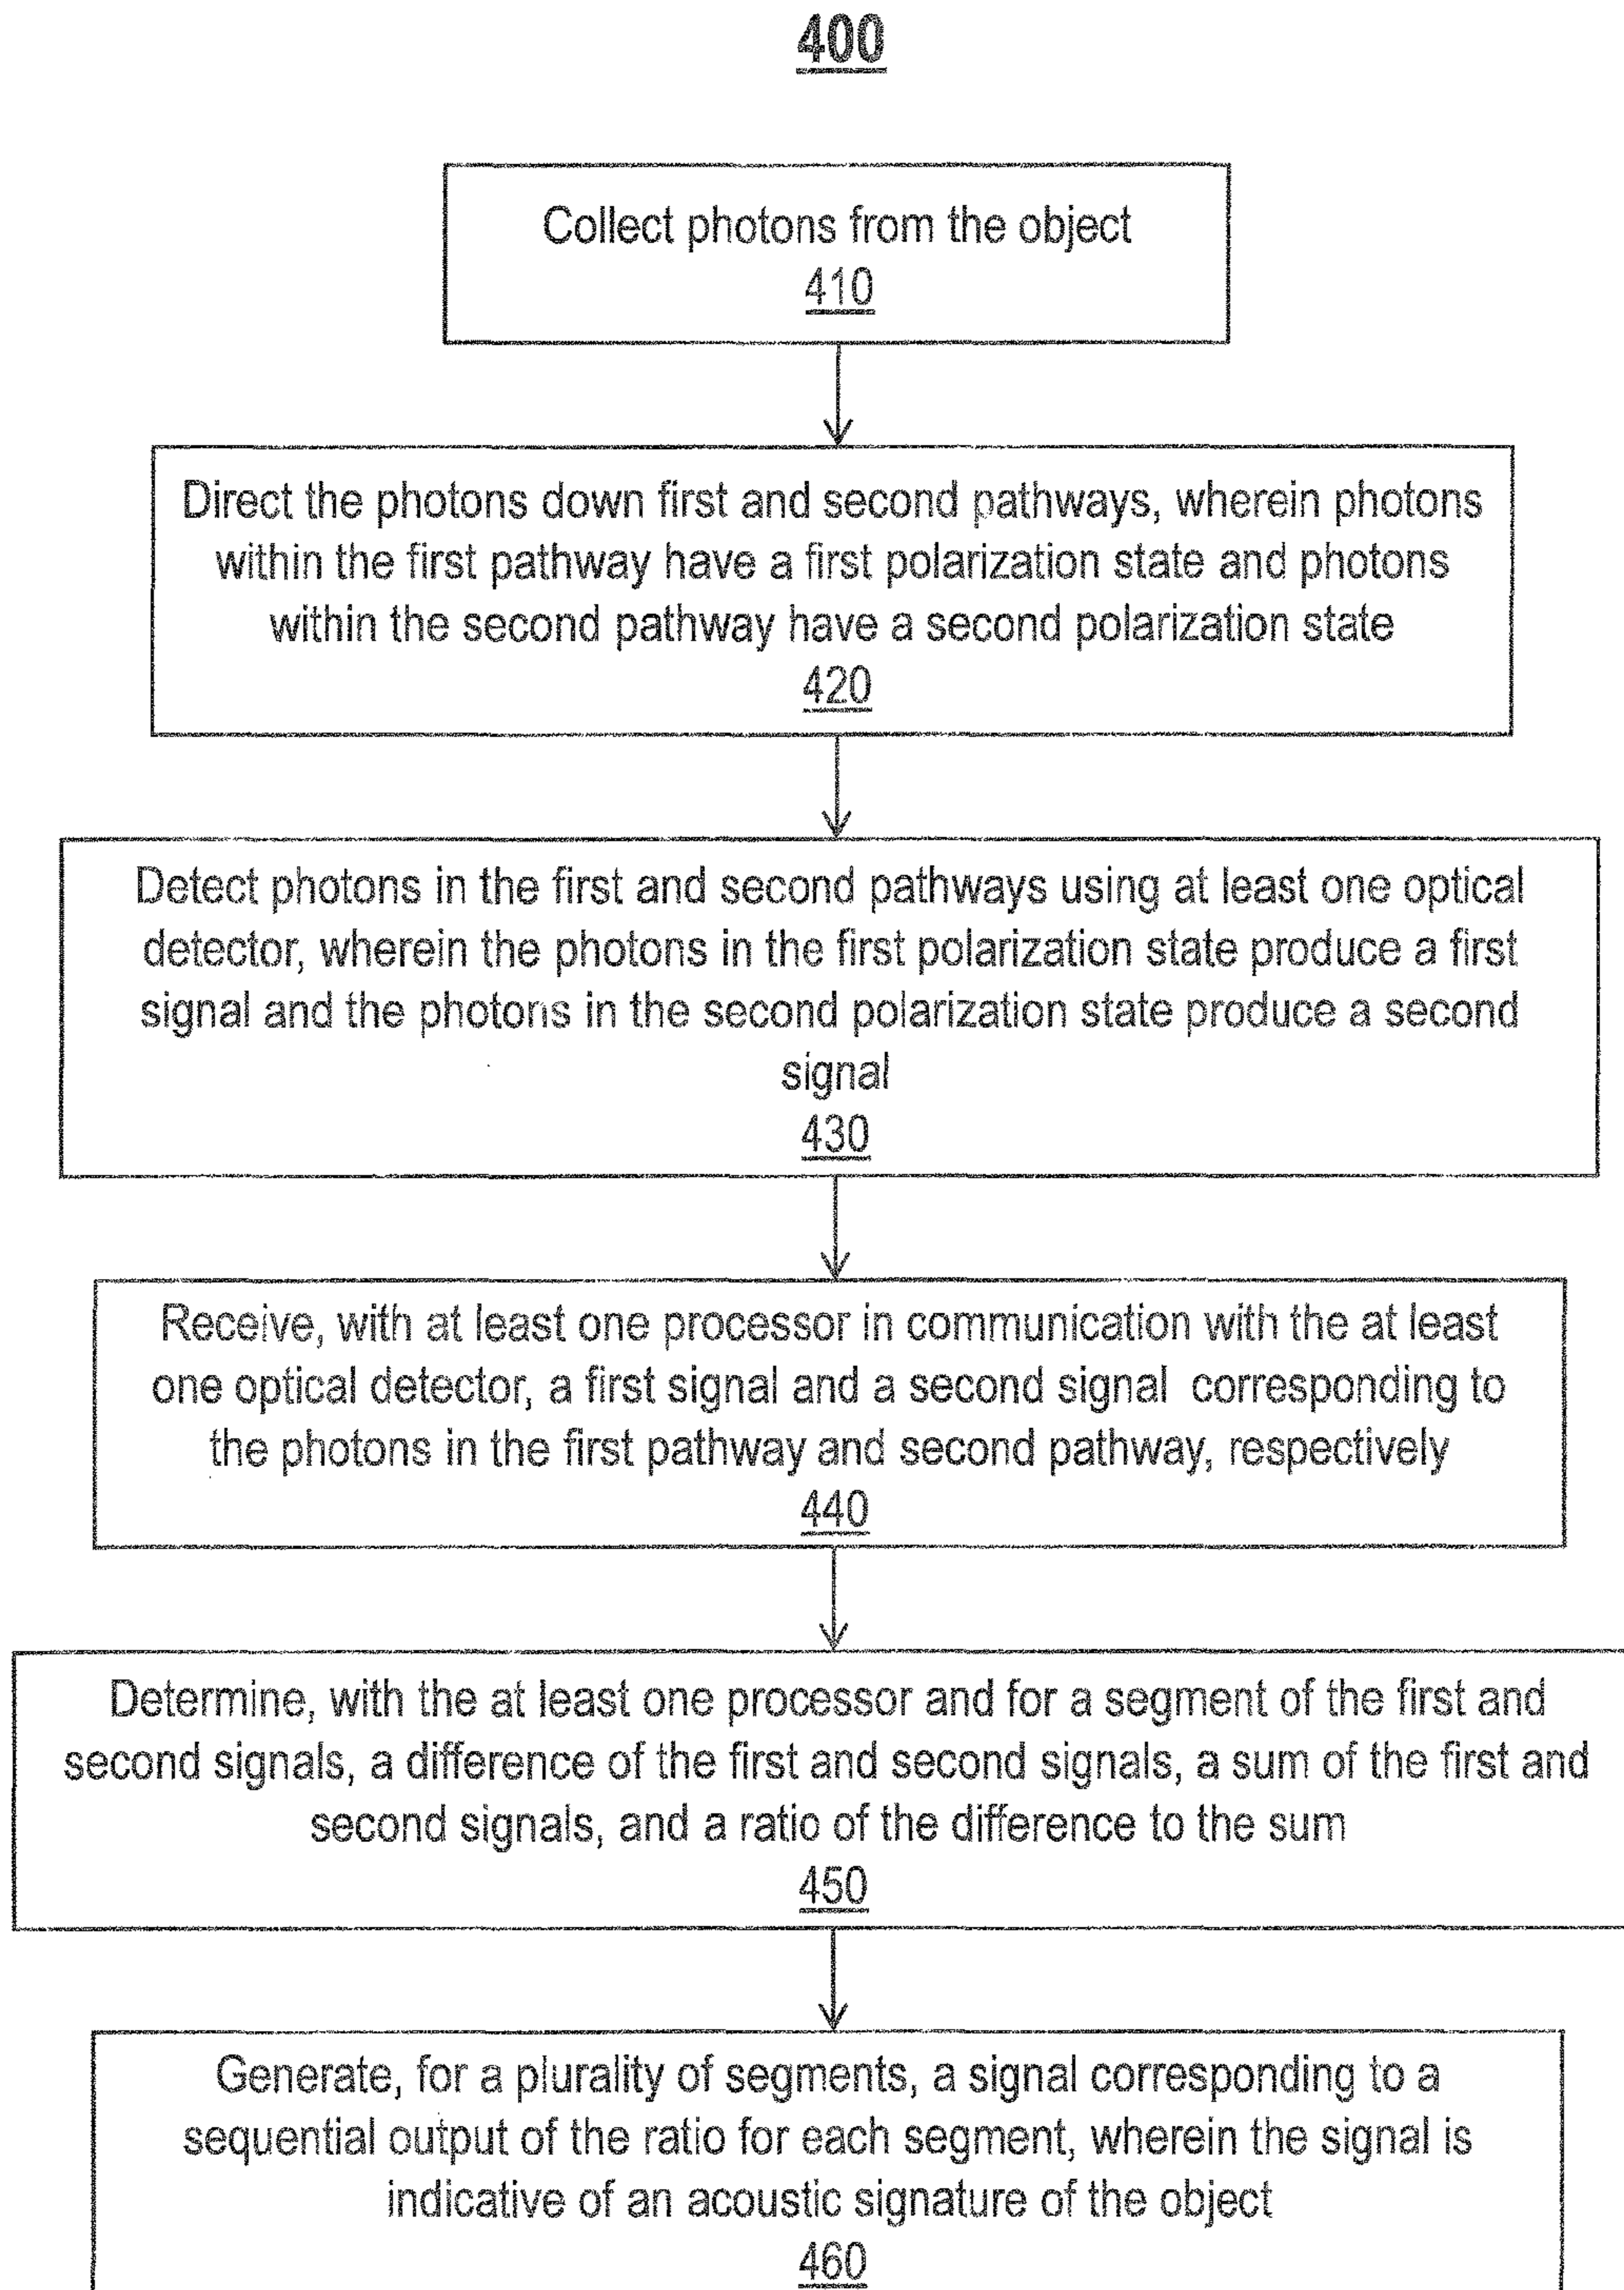 400
Collect photons from the object
410
Direct the photons down first and second pathways, wherein photons
within the first pathway have a first polarization state and photons
within the second pathway have a second polarization state
420
Detect photons in the first and second pathways using at least one optical
detector, wherein the photons in the first polarization state produce a first
signal and the photons in the second polarization state produce a second
signal
430
Receive, with at least one processor in communication with the at least
one optical detector, a first signal and a second signal corresponding to
the photons in the first pathway and second pathway, respectively
440
Determine, with the at least one processor and for a segment of the first and
second signals, a difference of the first and second signals, a sum of the first and
second signals, and a ratio of the difference to the sum
450
Generate, for a plurality of segments, a signal corresponding to a
sequential output of the ratio for each segment, wherein the signal is
indicative of an acoustic signature of the object
460